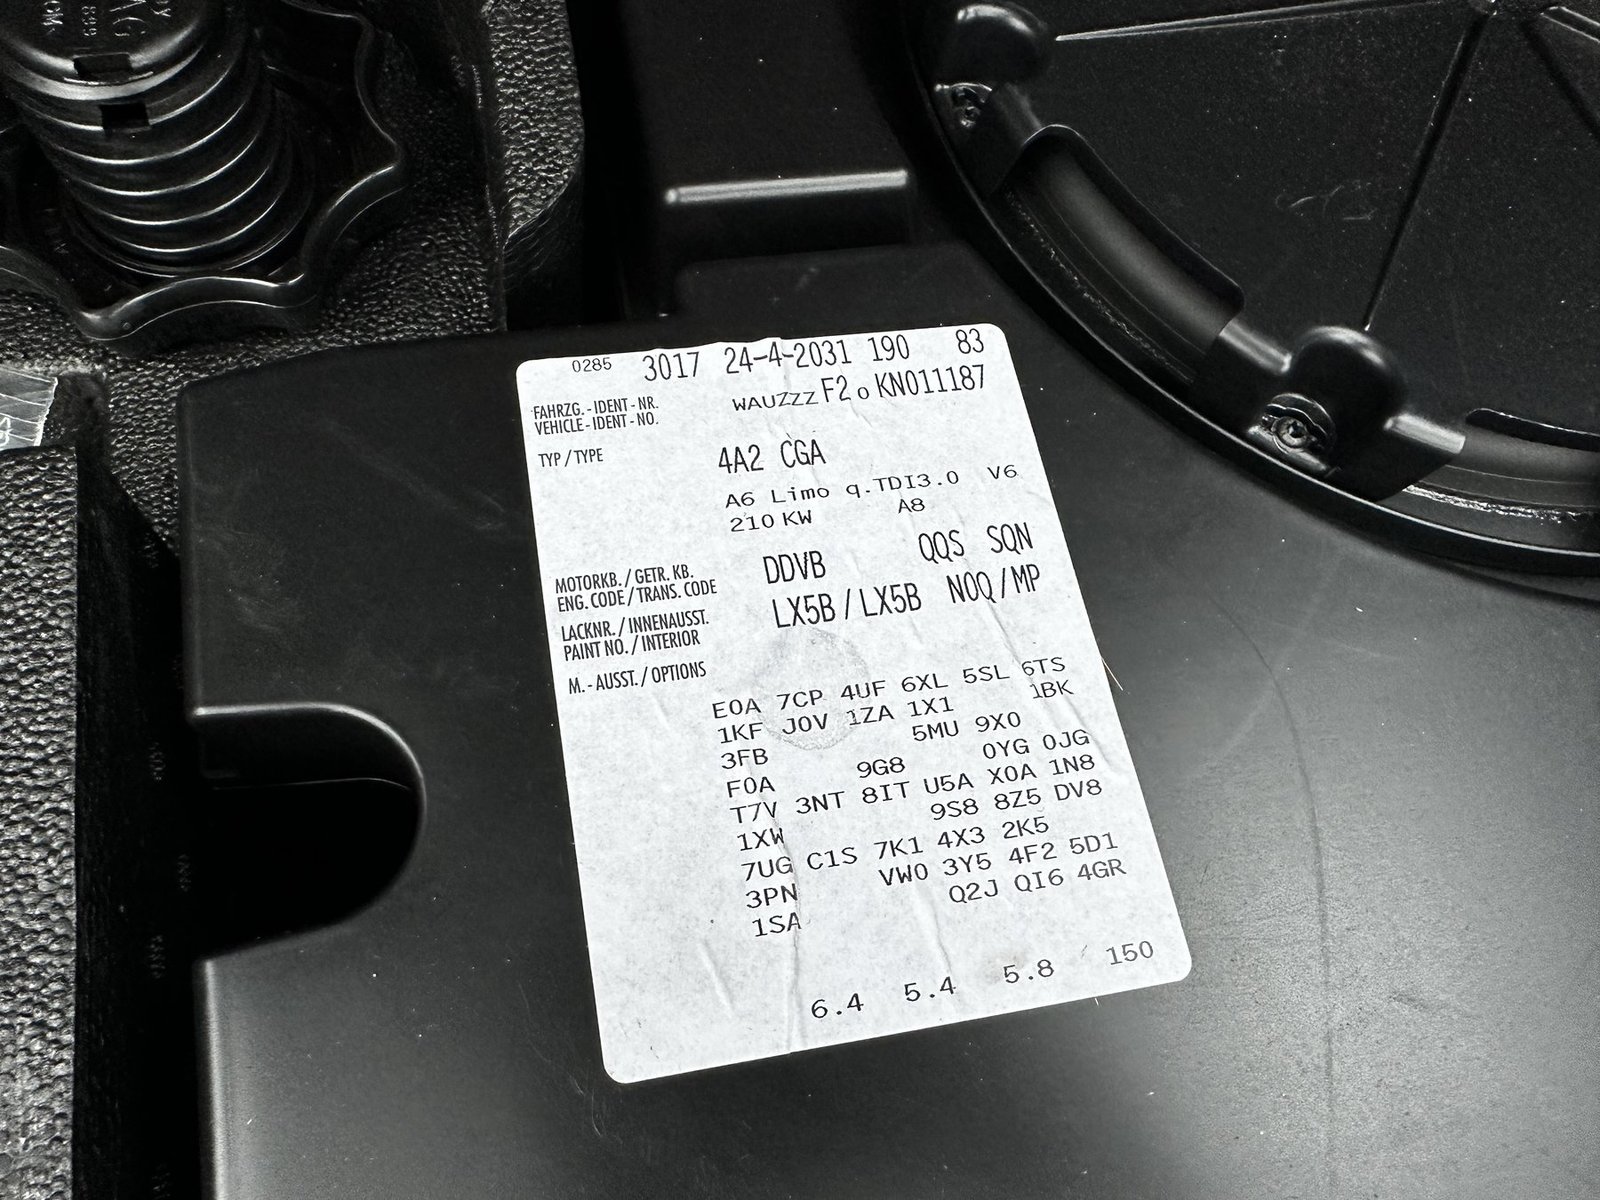 0285 3017 24-4-2031 190 83
FAHRZG.-IDENT-NR. WAUZZZ F2 0 KN011187
VEHICLE-IDENT-NO.
TYP/TYPE 4A2 CGA
A6 Limo q.TDI3.0 V6
210 KW A8
MOTORKB./GETR. KB. DDVB QQS SQN
ENG. CODE/TRANS. CODE
LACKNR./INNENAUSST. LX5B/LX5B N0Q/MP
PAINT NO./INTERIOR
M.-AUSST./OPTIONS
E0A 7CP 4UF 6XL 5SL 6TS
1KF J0V 1ZA 1X1 1BK
3FB 5MU 9X0
F0A 9G8 0YG 0JG
T7V 3NT 8IT U5A X0A 1N8
1XW 9S8 8Z5 DV8
7UG C1S 7K1 4X3 2K5
3PN VW0 3Y5 4F2 5D1
1SA Q2J QI6 4GR
6.4 5.4 5.8 150